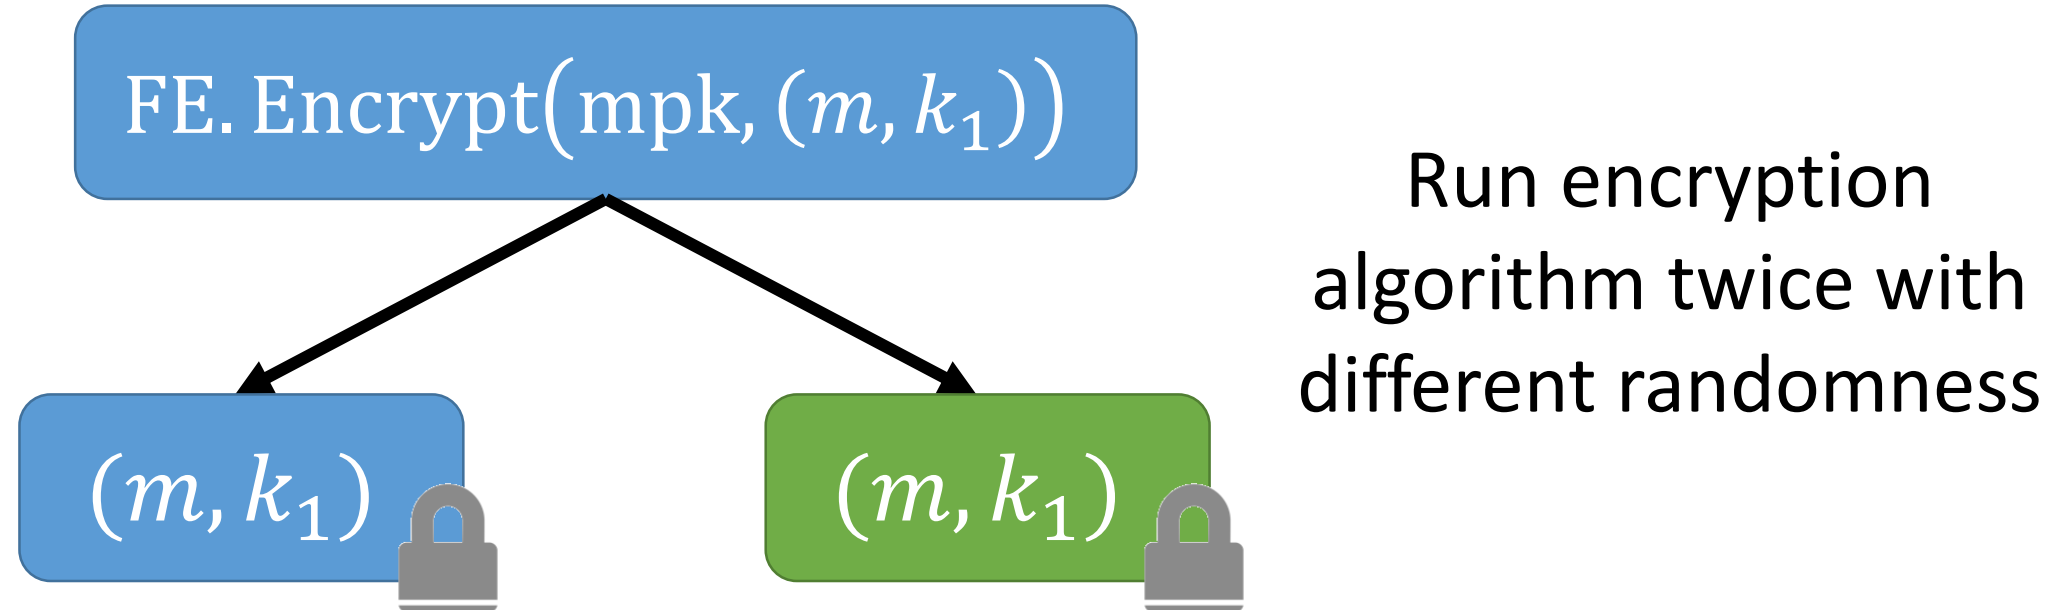 FE. Encrypt(mpk, (m, k₁))
Run encryption
algorithm twice with
different randomness
(m, k₁)
(m, k₁)